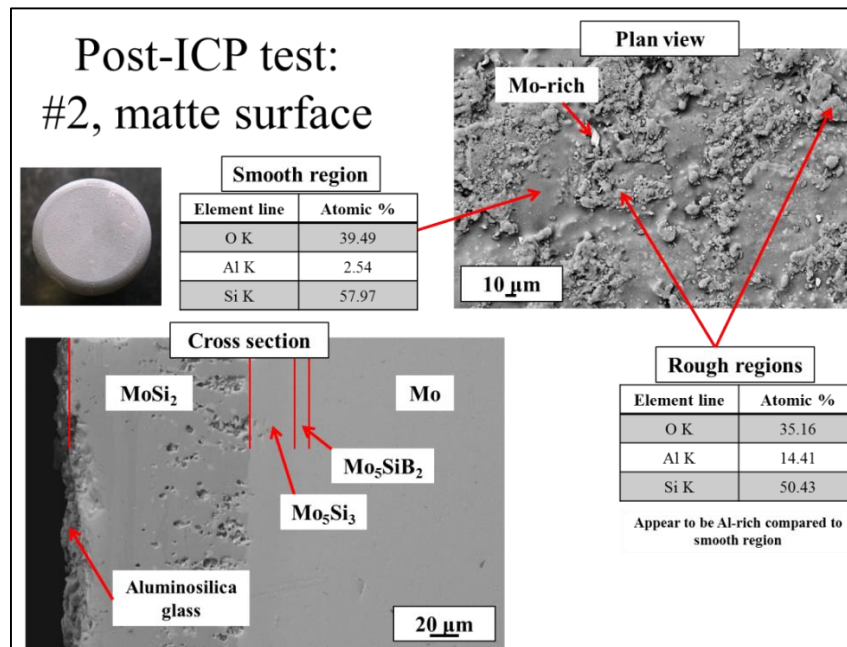 Post-ICP test:
#2, matte surface
Plan view
Mo-rich
10 μm
Smooth region
Element line Atomic %
O K 39.49
Al K 2.54
Si K 57.97
Cross section
MoSi₂
Mo
Mo₅SiB₂
Mo₅Si₃
Aluminosilica
glass
20 μm
Rough regions
Element line Atomic %
O K 35.16
Al K 14.41
Si K 50.43
Appear to be Al-rich compared to
smooth region